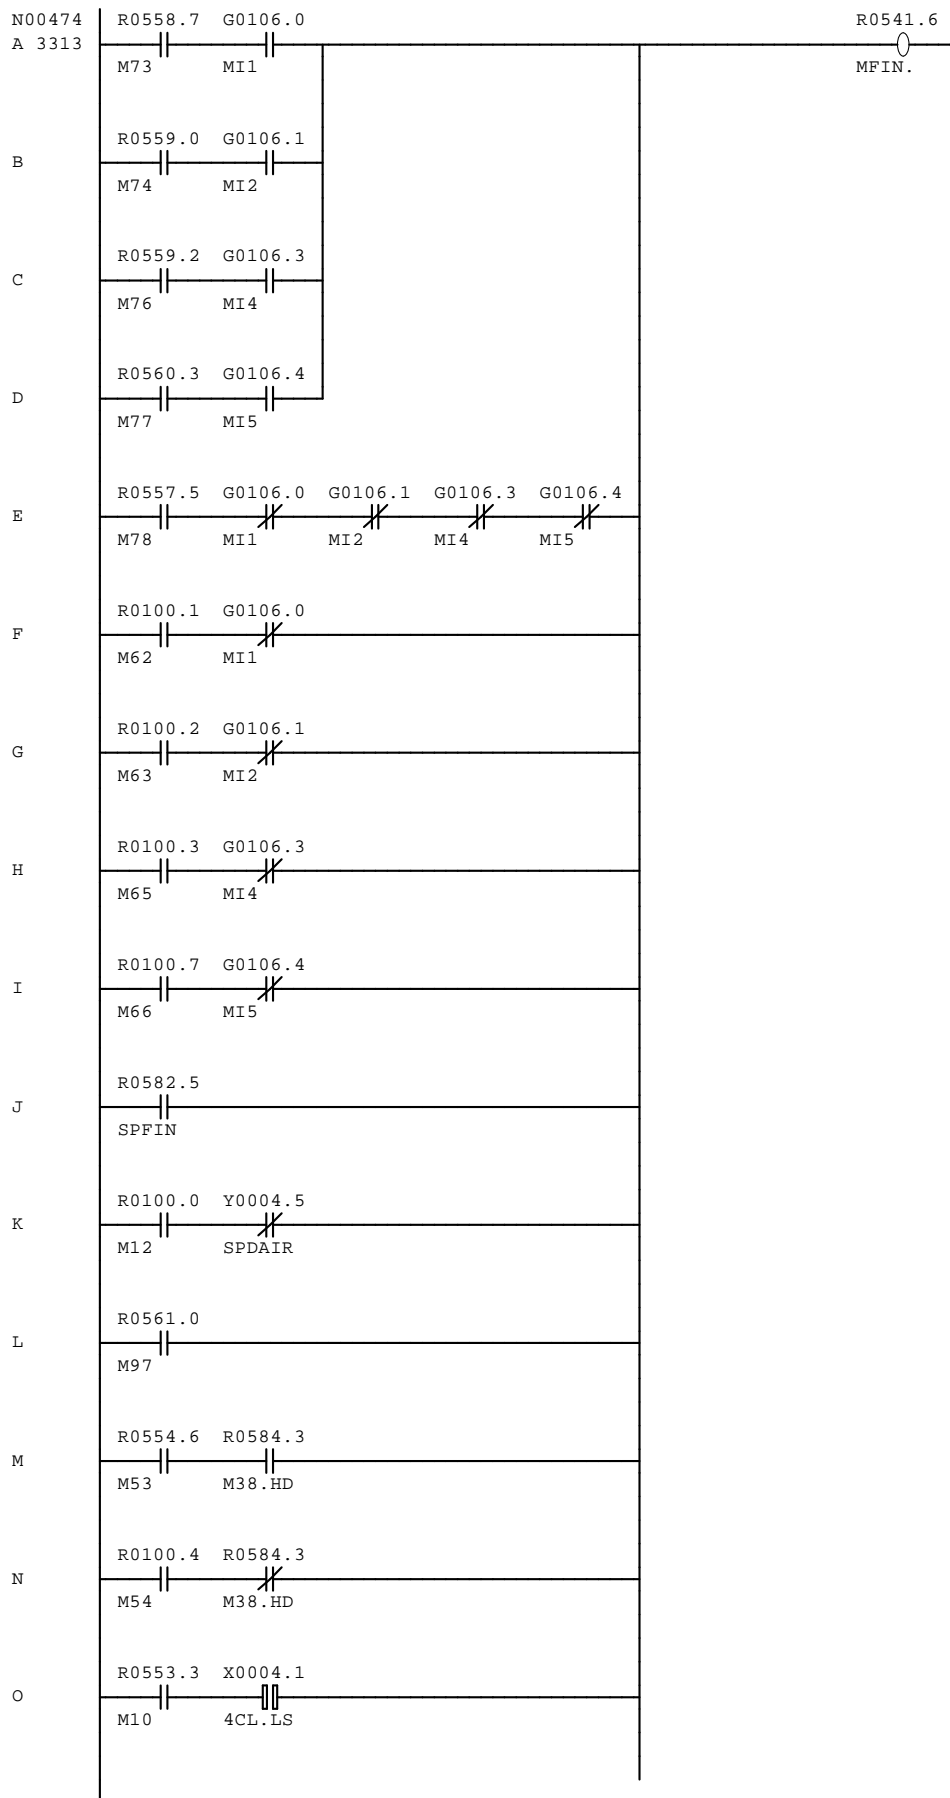 N00474 R0558.7 G0106.0 R0541.6
A 3313
M73 MI1 MFIN.
R0559.0 G0106.1
B
M74 MI2
R0559.2 G0106.3
C
M76 MI4
R0560.3 G0106.4
D
M77 MI5
R0557.5 G0106.0 G0106.1 G0106.3 G0106.4
E
M78 MI1 MI2 MI4 MI5
R0100.1 G0106.0
F
M62 MI1
R0100.2 G0106.1
G
M63 MI2
R0100.3 G0106.3
H
M65 MI4
R0100.7 G0106.4
I
M66 MI5
R0582.5
J
SPFIN
R0100.0 Y0004.5
K
M12 SPDAIR
R0561.0
L
M97
R0554.6 R0584.3
M
M53 M38.HD
R0100.4 R0584.3
N
M54 M38.HD
R0553.3 X0004.1
O
M10 4CL.LS